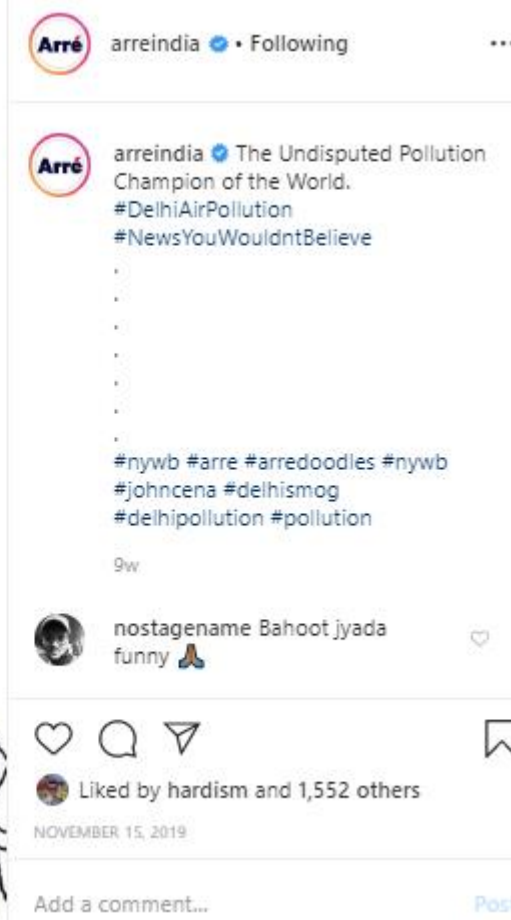 Arré arreindia • Following
Arré arreindia The Undisputed Pollution
Champion of the World.
#DelhiAirPollution
#NewsYouWouldntBelieve
.
.
.
.
.
.
.
#nywb #arre #arredoodles #nywb
#johncena #delhismog
#delhipollution #pollution
9w
nostagename Bahoot jyada
funny 🙏🏾
Liked by hardism and 1,552 others
NOVEMBER 15, 2019
Add a comment... Pos